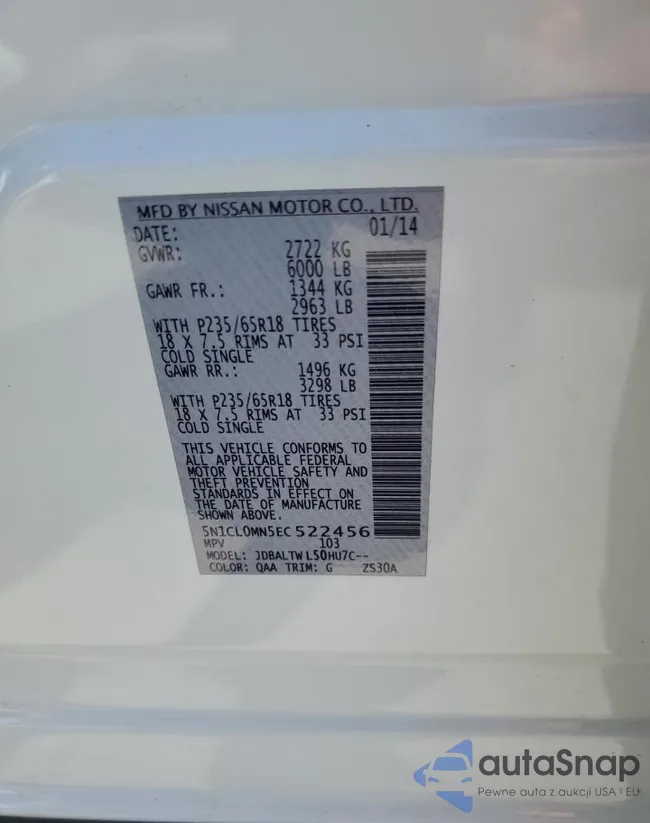 MFD BY NISSAN MOTOR CO., LTD.
DATE: 01/14
GVWR: 2722 KG
6000 LB
GAWR FR.: 1344 KG
2963 LB
WITH P235/65R18 TIRES
18 X 7.5 RIMS AT 33 PSI
COLD SINGLE
GAWR RR.: 1496 KG
3298 LB
WITH P235/65R18 TIRES
18 X 7.5 RIMS AT 33 PSI
COLD SINGLE
THIS VEHICLE CONFORMS TO
ALL APPLICABLE FEDERAL
MOTOR VEHICLE SAFETY AND
THEFT PREVENTION
STANDARDS IN EFFECT ON
THE DATE OF MANUFACTURE
SHOWN ABOVE.
5N1CL0MN5EC522456
MPV 103
MODEL: JDBALTWL50HU7C--
COLOR: QAA TRIM: G ZS30A
autaSnap
Pewne auto z aukcji USA i EU